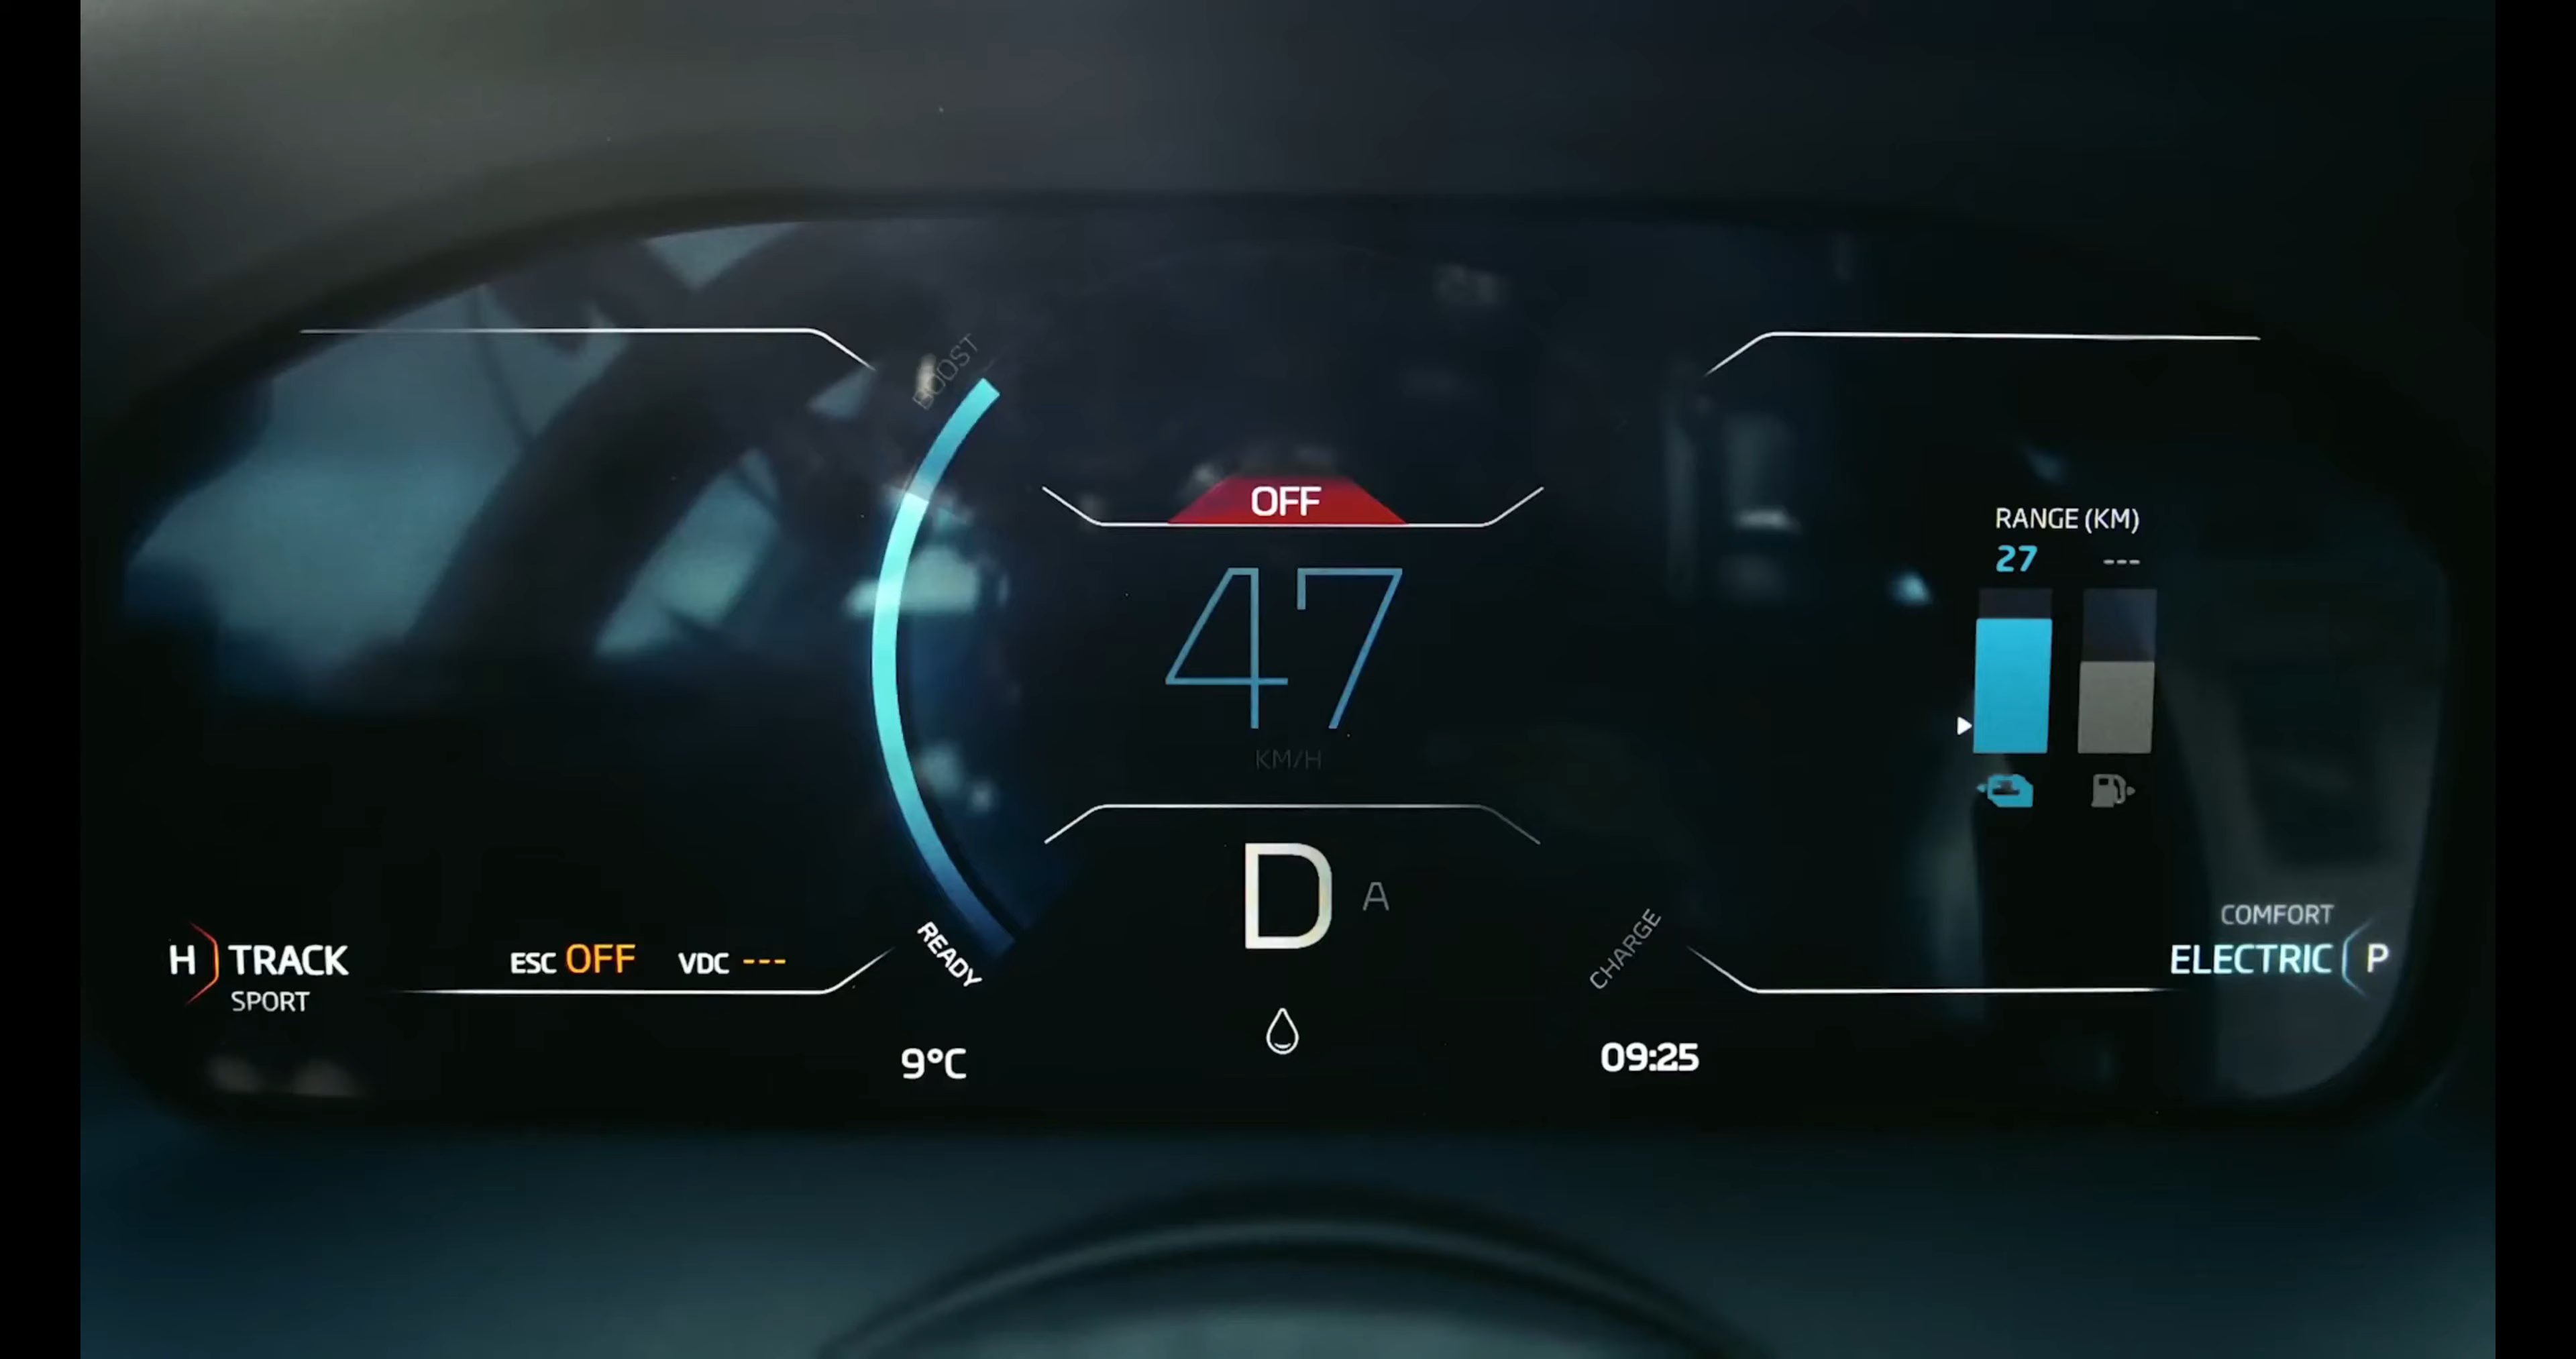 BOOST
OFF
47
KM/H
RANGE (KM)
27 ---
D A
H TRACK
SPORT
ESC OFF VDC ---
READY
CHARGE
COMFORT
ELECTRIC P
9°C
09:25